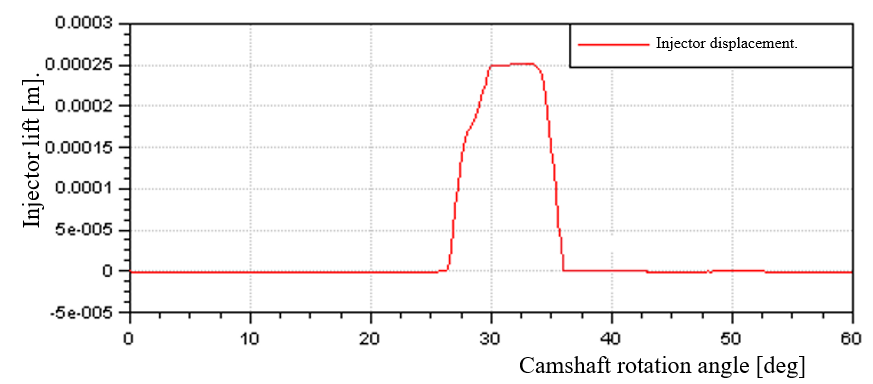 0.0003
Injector displacement.
0.00025
0.0002
0.00015
0.0001
5e-005
0
-5e-005
Injector lift [m].
0 10 20 30 40 50 60
Camshaft rotation angle [deg]